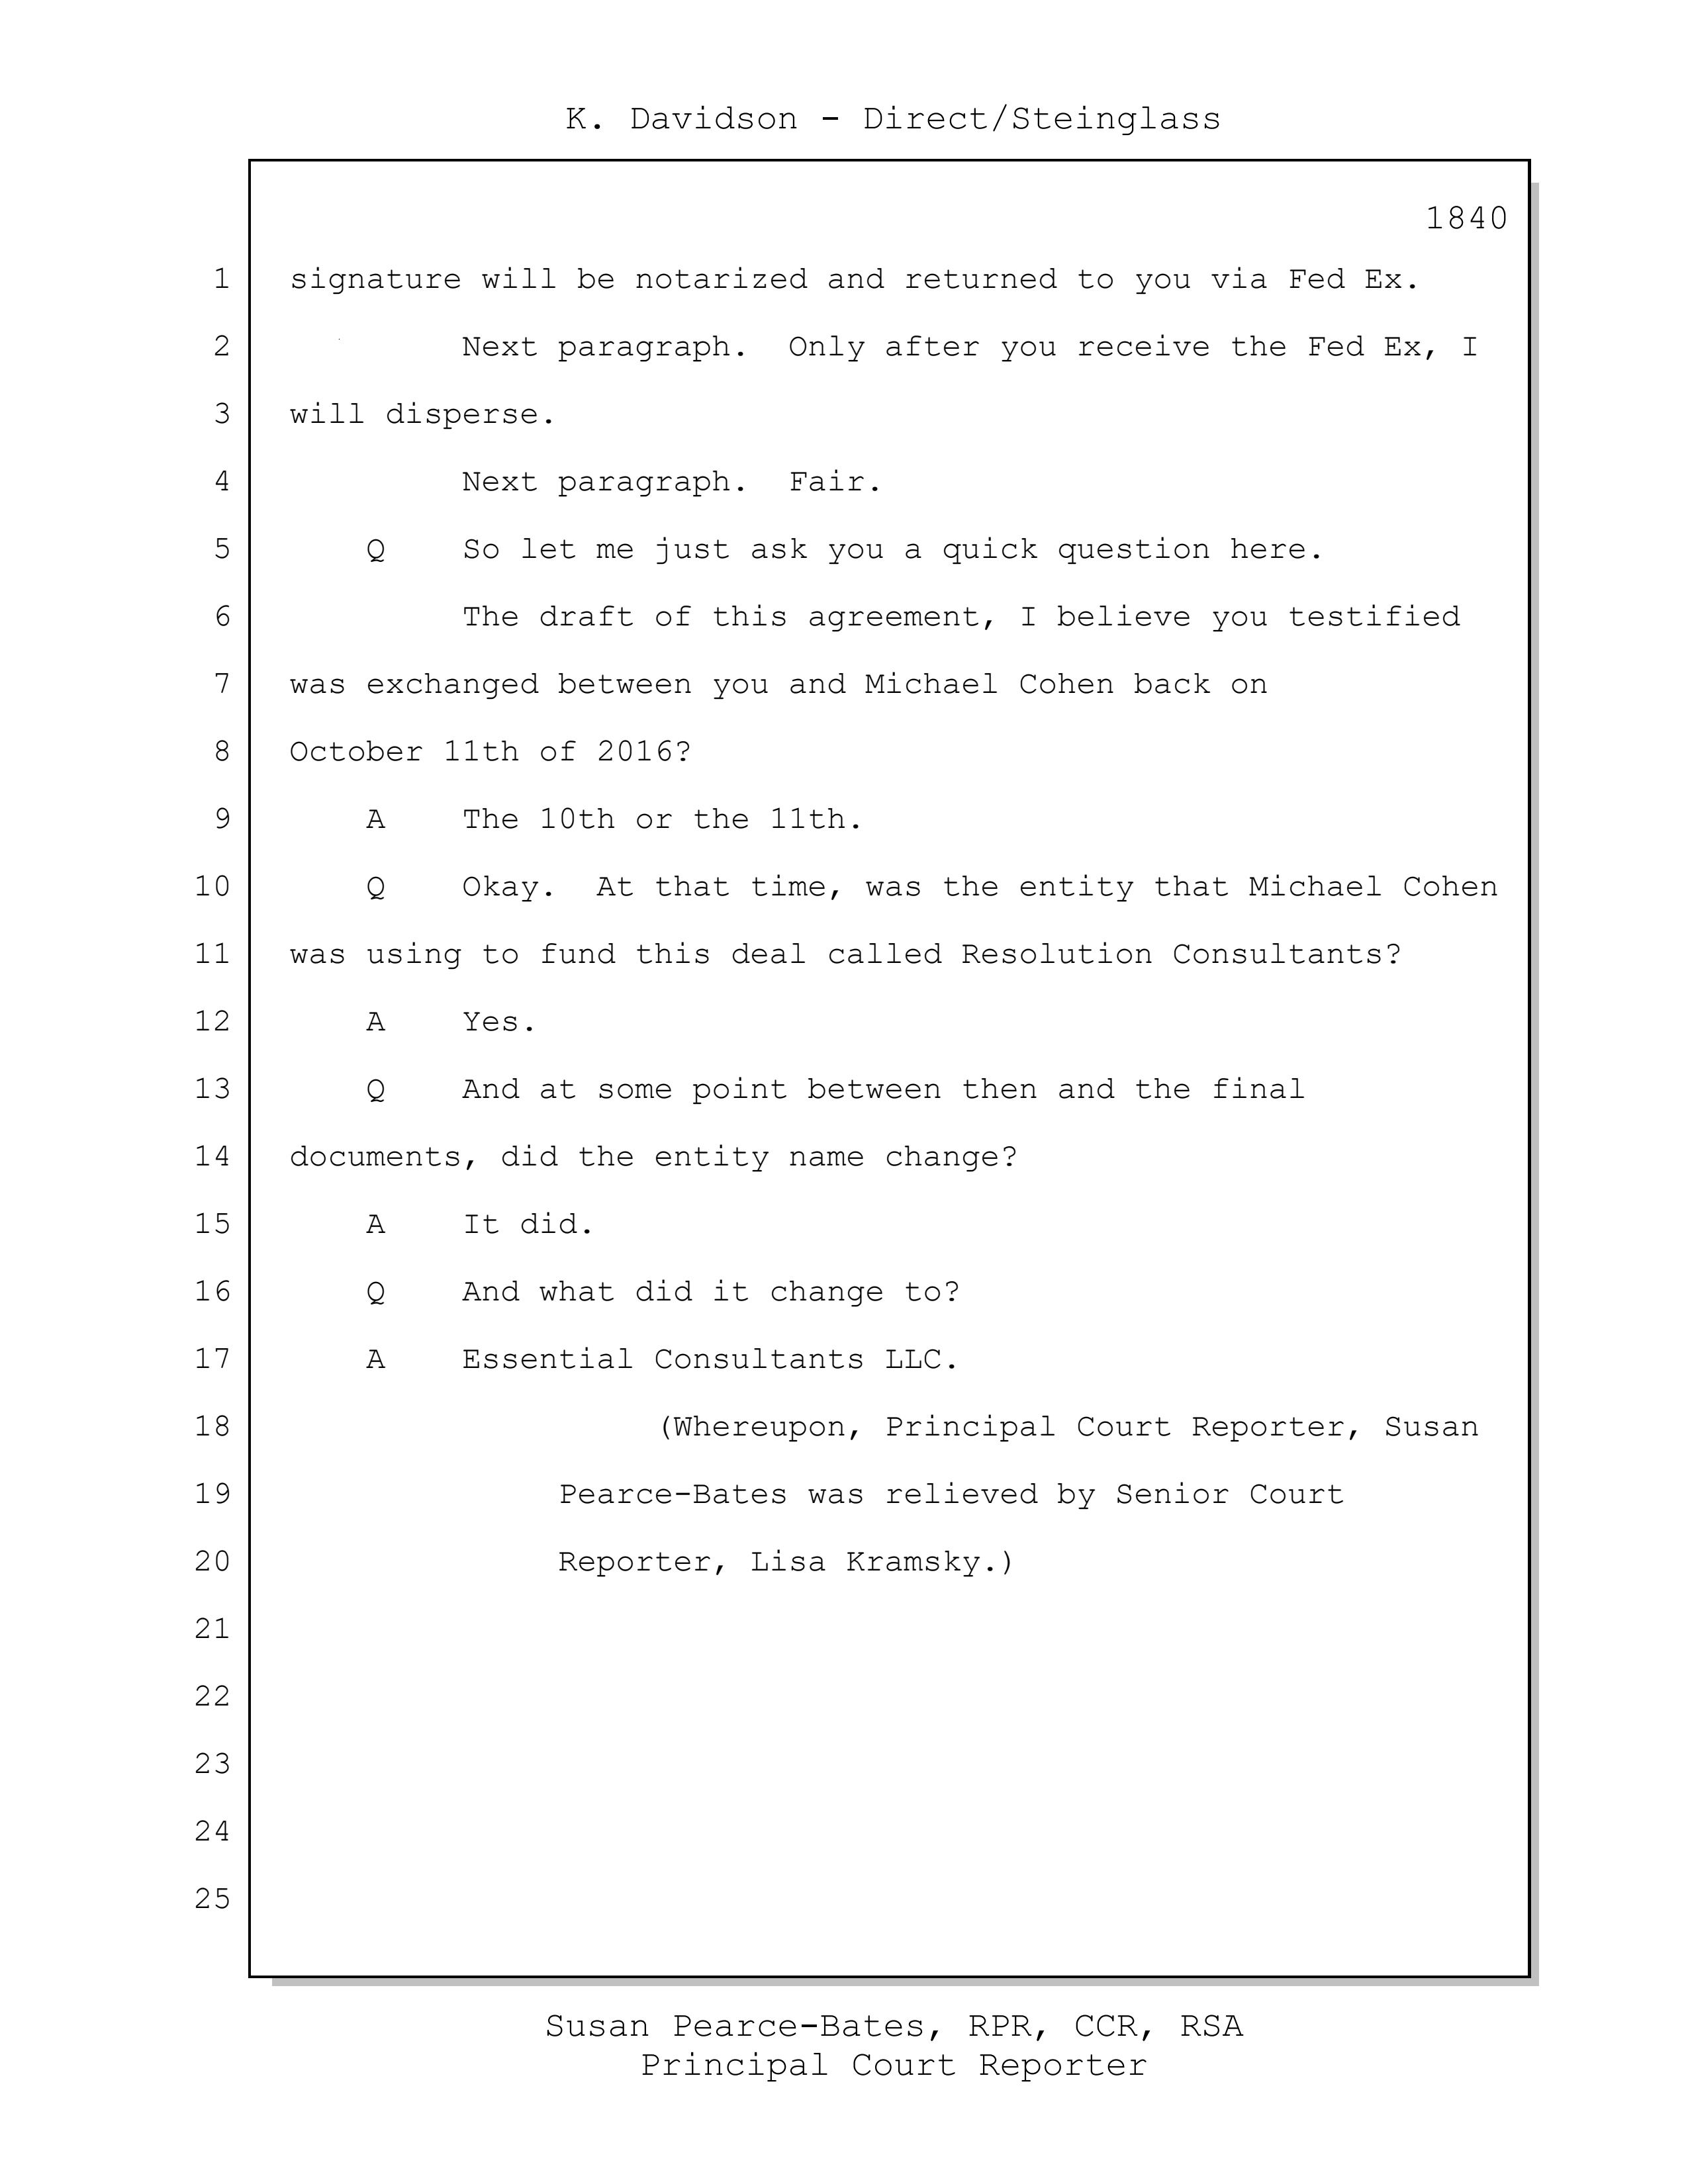 K. Davidson - Direct/Steinglass
1840
1 signature will be notarized and returned to you via Fed Ex.
2 Next paragraph. Only after you receive the Fed Ex, I
3 will disperse.
4 Next paragraph. Fair.
5 Q So let me just ask you a quick question here.
6 The draft of this agreement, I believe you testified
7 was exchanged between you and Michael Cohen back on
8 October 11th of 2016?
9 A The 10th or the 11th.
10 Q Okay. At that time, was the entity that Michael Cohen
11 was using to fund this deal called Resolution Consultants?
12 A Yes.
13 Q And at some point between then and the final
14 documents, did the entity name change?
15 A It did.
16 Q And what did it change to?
17 A Essential Consultants LLC.
18 (Whereupon, Principal Court Reporter, Susan
19 Pearce-Bates was relieved by Senior Court
20 Reporter, Lisa Kramsky.)
21
22
23
24
25
Susan Pearce-Bates, RPR, CCR, RSA
Principal Court Reporter